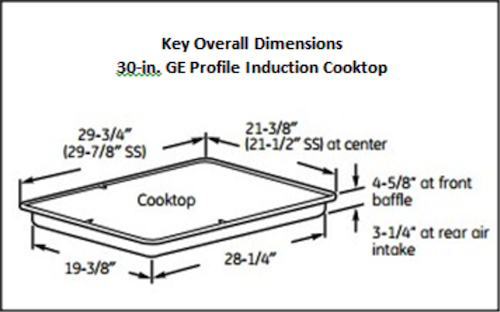 Key Overall Dimensions
30-in. GE Profile Induction Cooktop
29-3/4"
(29-7/8" SS)
21-3/8"
(21-1/2" SS) at center
Cooktop
4-5/8" at front
baffle
3-1/4" at rear air
intake
19-3/8"
28-1/4"